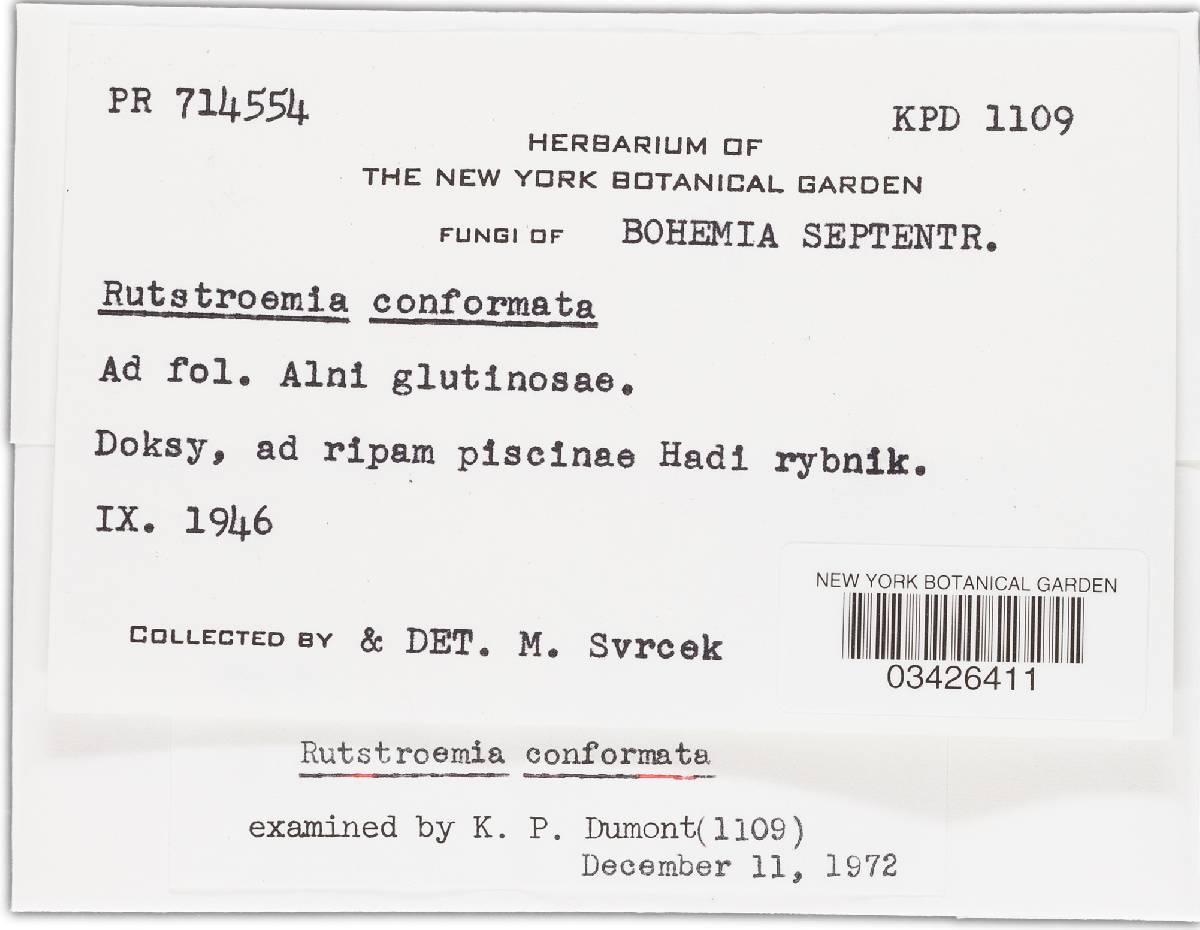 PR 714554
KPD 1109
HERBARIUM OF
THE NEW YORK BOTANICAL GARDEN
FUNGI OF BOHEMIA SEPTENTR.
Rutstroemia conformata
Ad fol. Alni glutinosae.
Doksy, ad ripam piscinae Hadi rybnik.
IX. 1946
NEW YORK BOTANICAL GARDEN
03426411
COLLECTED BY & DET. M. Svrcek
Rutstroemia conformata
examined by K. P. Dumont(1109)
December 11, 1972